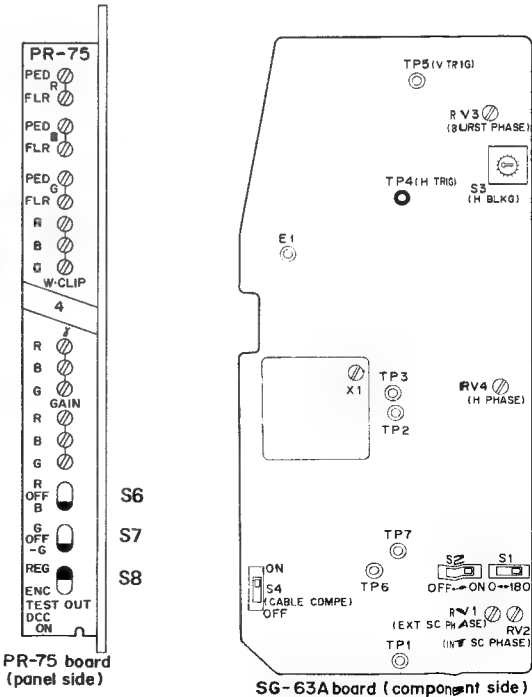 PR-75
PED
R
FLR
PED
FLR
PED
G
FLR
R
B
G
W·CLIP
4
γ
R
B
G
GAIN
R
B
G
R
OFF
B
S6
G
OFF
-G
S7
REG
S8
ENC
TEST OUT
DCC
ON
PR-75 board
(panel side)
TP5(V TRIG)
RV3
(BURST PHASE)
S3
(H BLKG)
TP4(H TRIG)
E1
X1
TP3
TP2
RV4
(H PHASE)
TP7
TP6
ON
S4
(CABLE COMPE)
OFF
S2
OFF↔ON
S1
0↔180
RV1
(EXT SC PHASE)
RV2
(INT SC PHASE)
TP1
SG-63A board (component side)